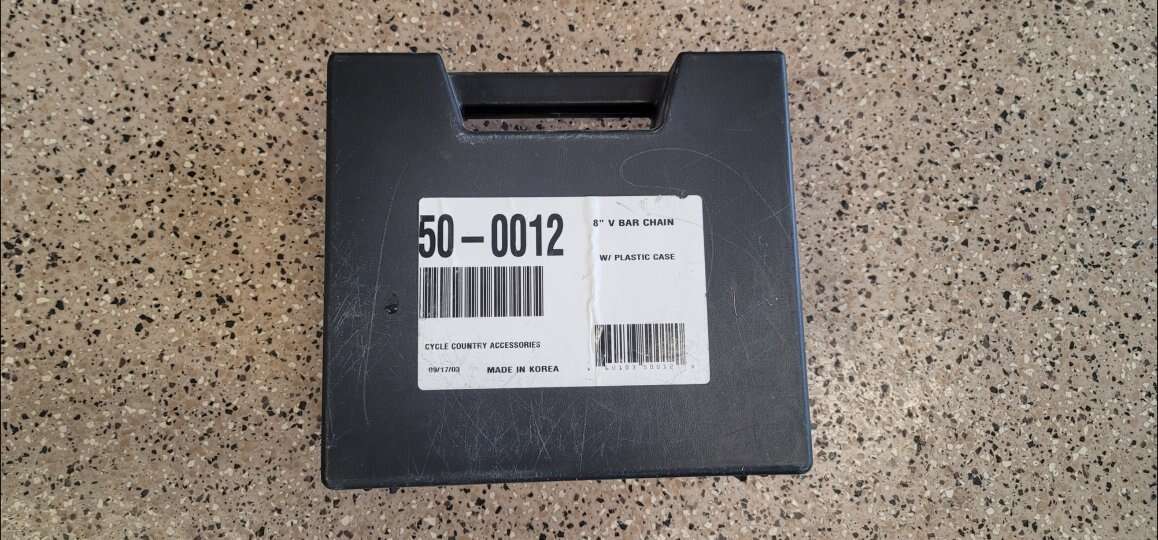 50-0012
8" V BAR CHAIN
W/ PLASTIC CASE
CYCLE COUNTRY ACCESSORIES
09/17/03 MADE IN KOREA